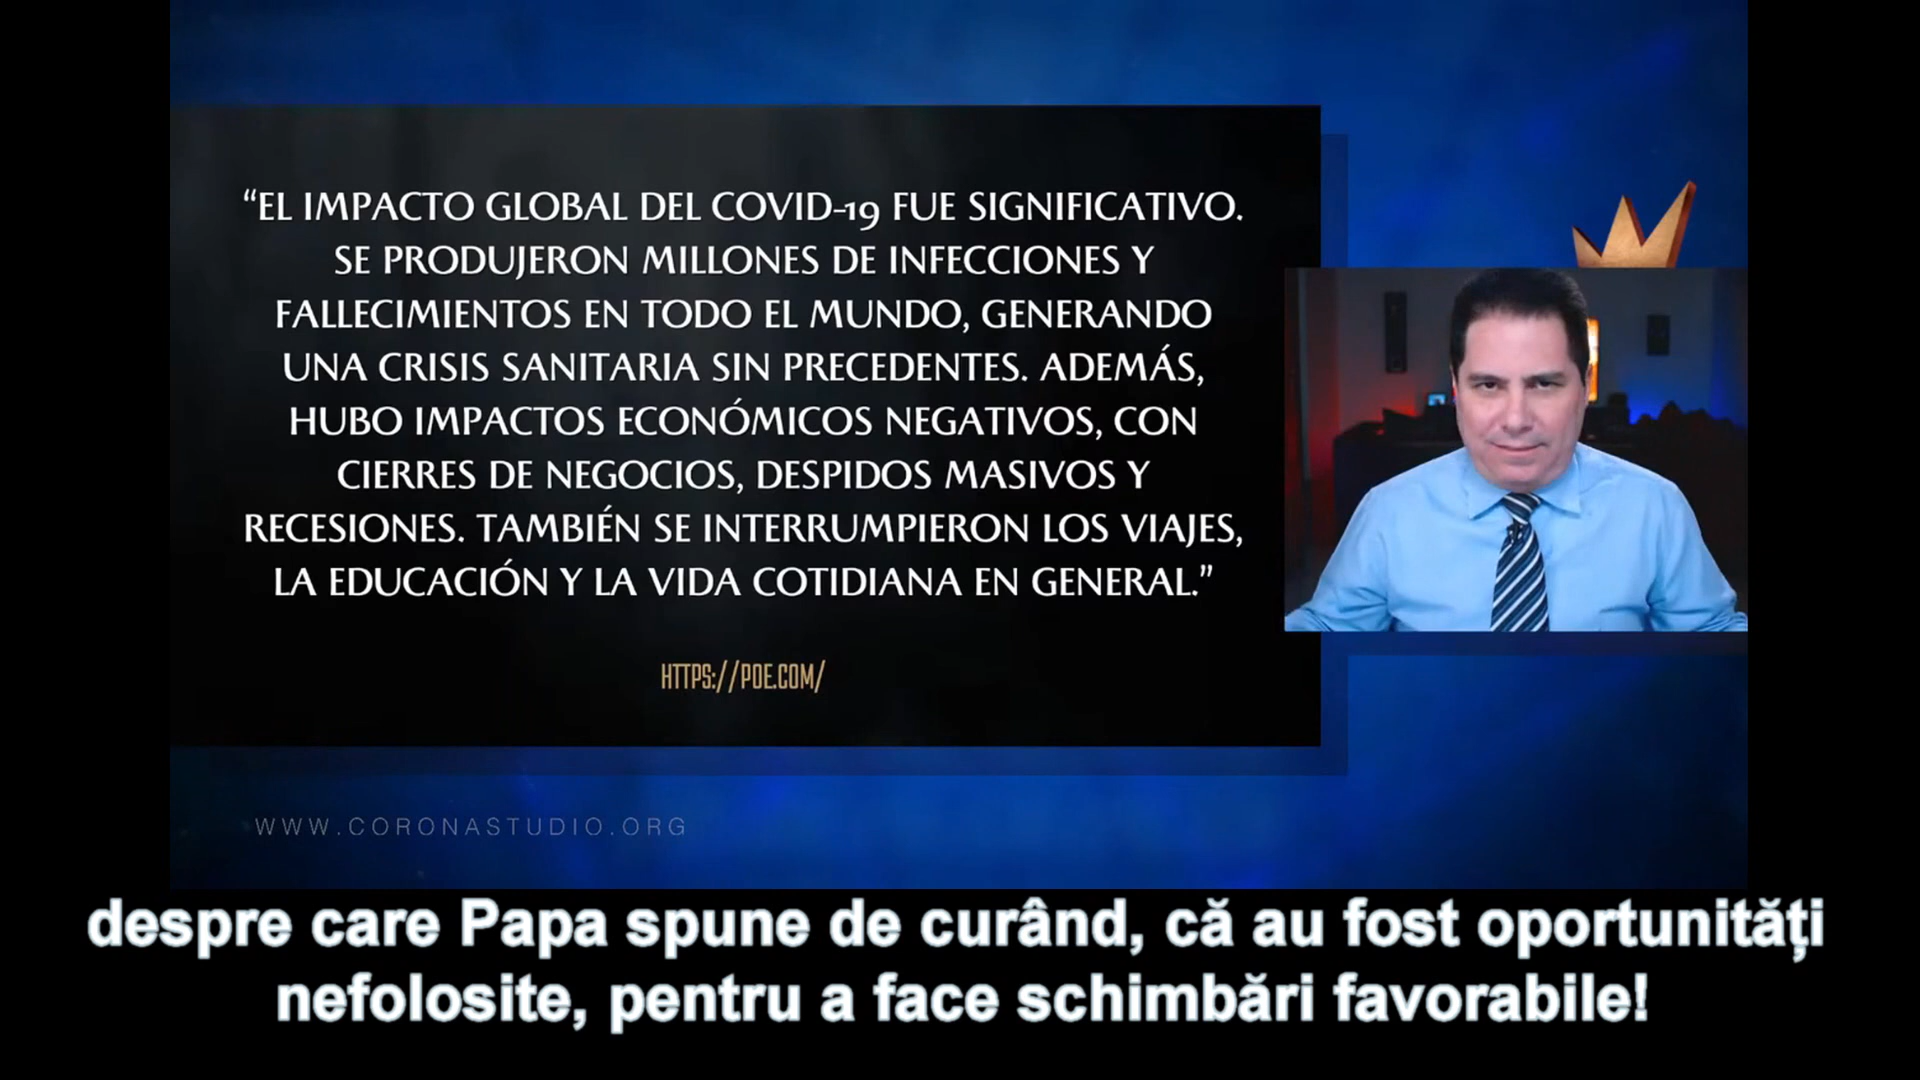 “EL IMPACTO GLOBAL DEL COVID-19 FUE SIGNIFICATIVO.
SE PRODUJERON MILLONES DE INFECCIONES Y
FALLECIMIENTOS EN TODO EL MUNDO, GENERANDO
UNA CRISIS SANITARIA SIN PRECEDENTES. ADEMÁS,
HUBO IMPACTOS ECONÓMICOS NEGATIVOS, CON
CIERRES DE NEGOCIOS, DESPIDOS MASIVOS Y
RECESIONES. TAMBIÉN SE INTERRUMPIERON LOS VIAJES,
LA EDUCACIÓN Y LA VIDA COTIDIANA EN GENERAL.”
HTTPS://POE.COM/
WWW.CORONASTUDIO.ORG
despre care Papa spune de curând, că au fost oportunități
nefolosite, pentru a face schimbări favorabile!